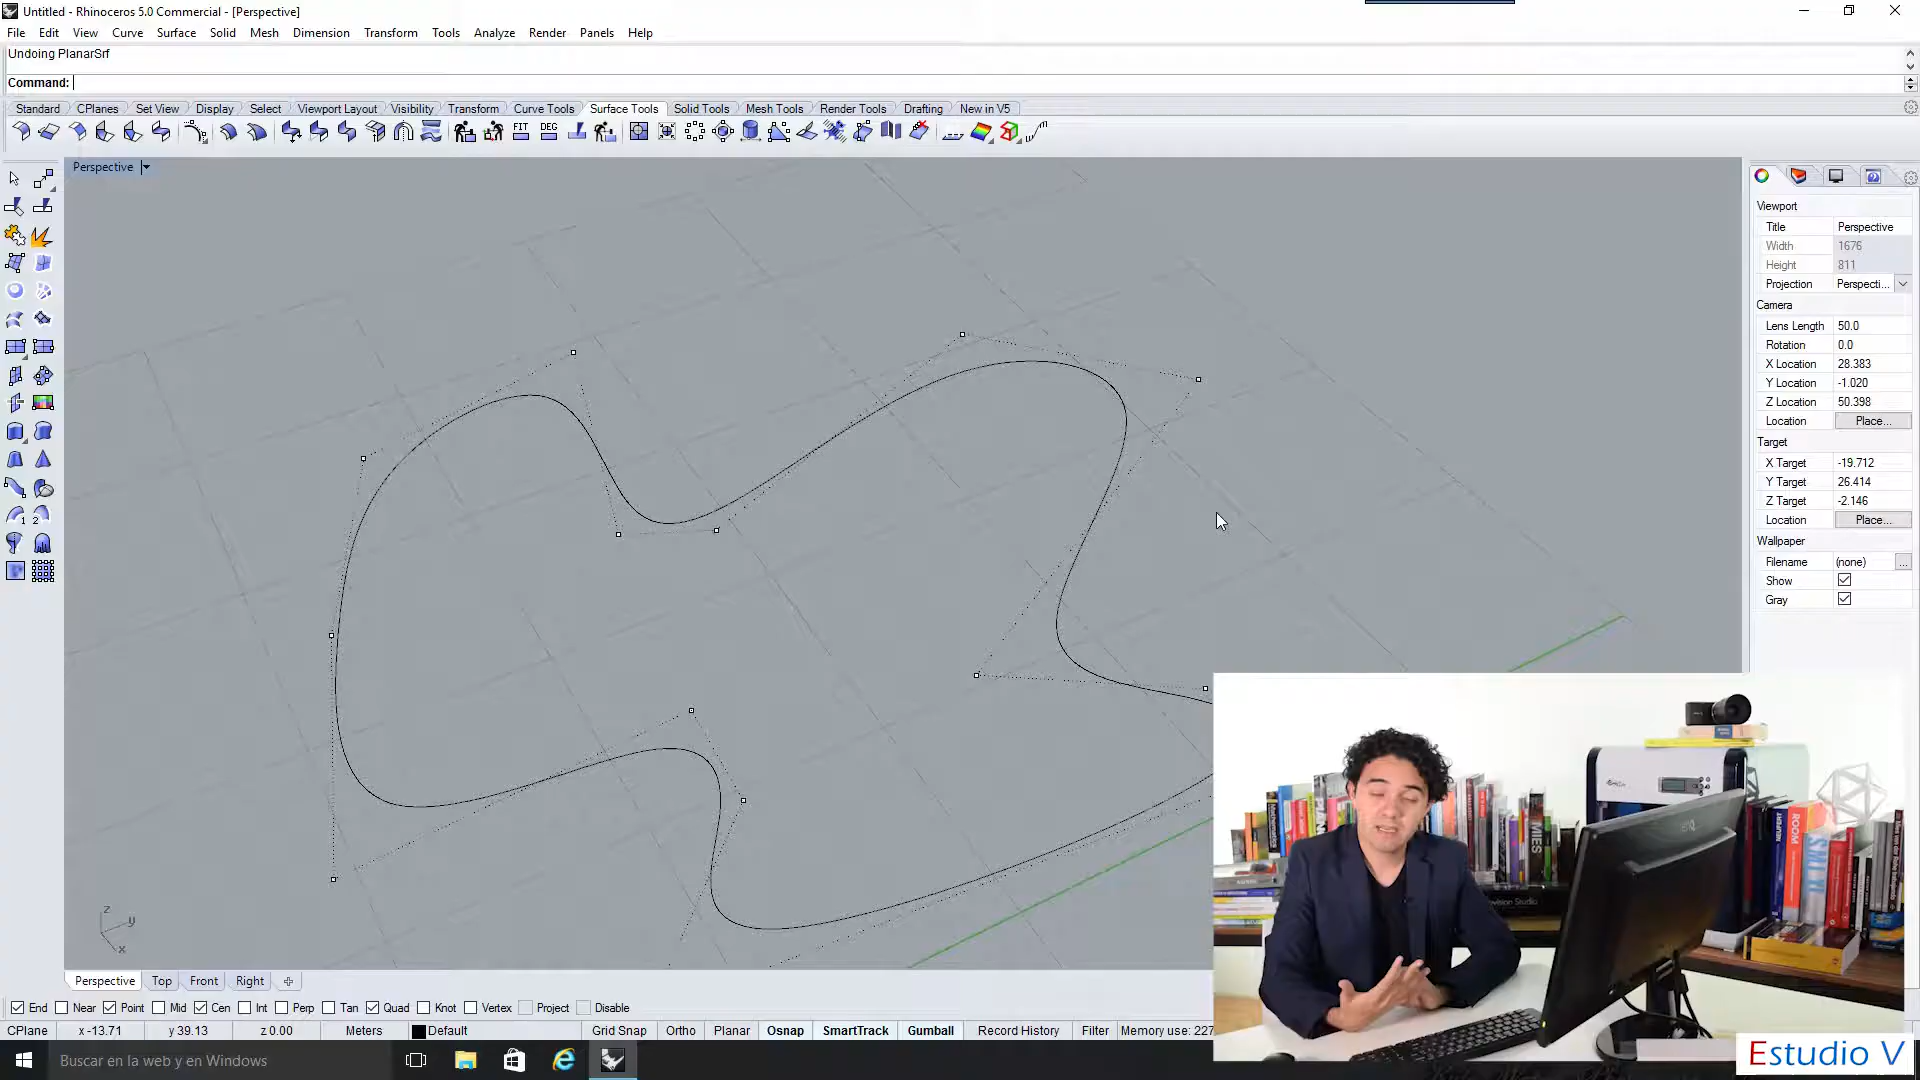 Untitled - Rhinoceros 5.0 Commercial - [Perspective]
File Edit View Curve Surface Solid Mesh Dimension Transform Tools Analyze Render Panels Help
Undoing PlanarSrf
Command:
Standard CPlanes Set View Display Select Viewport Layout Visibility Transform Curve Tools Surface Tools Solid Tools Mesh Tools Render Tools Drafting New in V5
FIT DEG
Perspective
Viewport
Title Perspective
Width 1676
Height 811
Projection Perspecti...
Camera
Lens Length 50.0
Rotation 0.0
X Location 28.383
Y Location -1.020
Z Location 50.398
Location Place...
Target
X Target -19.712
Y Target 26.414
Z Target -2.146
Location Place...
Wallpaper
Filename (none) ...
Show
Gray
1 2
z
y
x
MILES
ROOM
SMLXL
Perspective Top Front Right
End Near Point Mid Cen Int Perp Tan Quad Knot Vertex Project Disable
CPlane x -13.71 y 39.13 z 0.00 Meters Default Grid Snap Ortho Planar Osnap SmartTrack Gumball Record History Filter Memory use: 227
Buscar en la web y en Windows
Estudio V